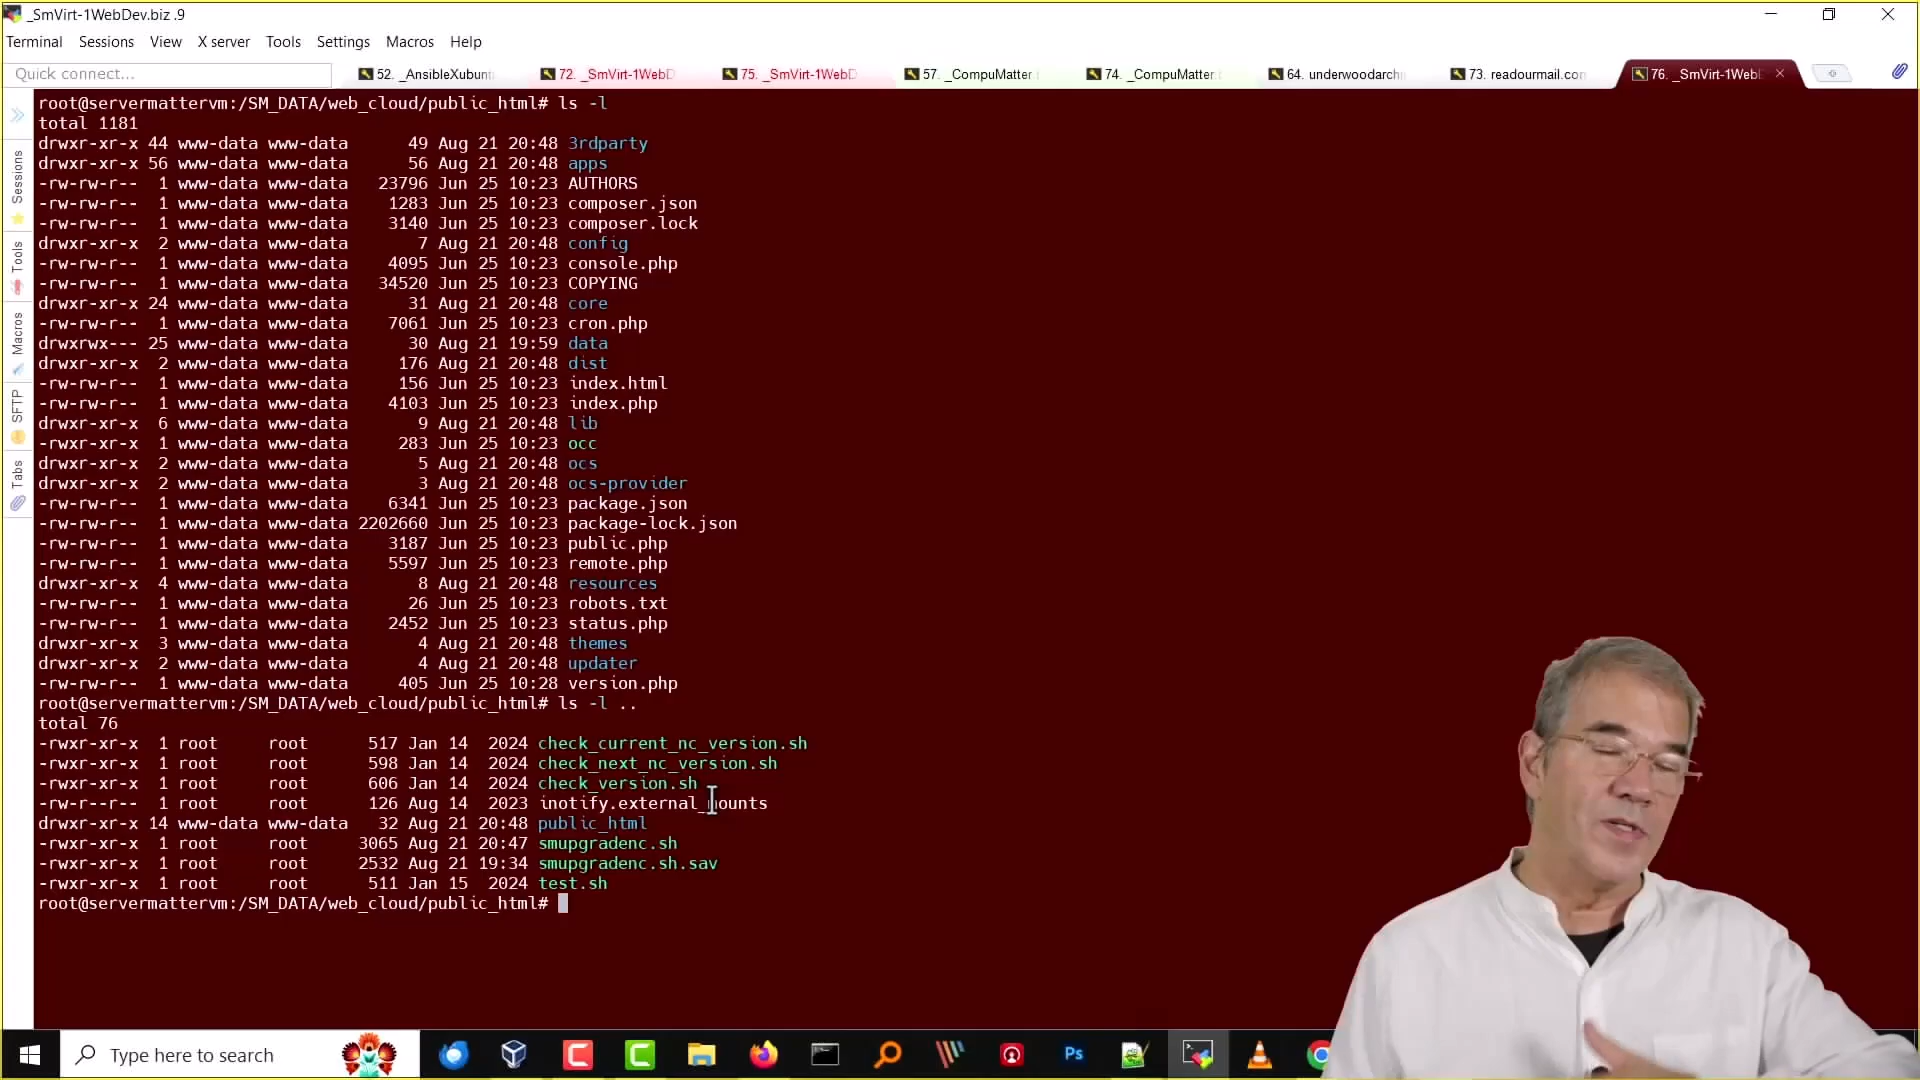 _SmVirt-1WebDev.biz .9
Terminal Sessions View X server Tools Settings Macros Help
Quick connect... 52. _AnsibleXubunt 72. _SmVirt-1WebD 75. _SmVirt-1WebD 57. _CompuMatter 74. _CompuMatter. 64. underwoodarchi 73. readourmail.com 76. _SmVirt-1Web
Sessions
Tools
Macros
SFTP
Tabs
root@servermattervm:/SM_DATA/web_cloud/public_html# ls -l
total 1181
drwxr-xr-x 44 www-data www-data 49 Aug 21 20:48 3rdparty
drwxr-xr-x 56 www-data www-data 56 Aug 21 20:48 apps
-rw-rw-r-- 1 www-data www-data 23796 Jun 25 10:23 AUTHORS
-rw-rw-r-- 1 www-data www-data 1283 Jun 25 10:23 composer.json
-rw-rw-r-- 1 www-data www-data 3140 Jun 25 10:23 composer.lock
drwxr-xr-x 2 www-data www-data 7 Aug 21 20:48 config
-rw-rw-r-- 1 www-data www-data 4095 Jun 25 10:23 console.php
-rw-rw-r-- 1 www-data www-data 34520 Jun 25 10:23 COPYING
drwxr-xr-x 24 www-data www-data 31 Aug 21 20:48 core
-rw-rw-r-- 1 www-data www-data 7061 Jun 25 10:23 cron.php
drwxrwx--- 25 www-data www-data 30 Aug 21 19:59 data
drwxr-xr-x 2 www-data www-data 176 Aug 21 20:48 dist
-rw-rw-r-- 1 www-data www-data 156 Jun 25 10:23 index.html
-rw-rw-r-- 1 www-data www-data 4103 Jun 25 10:23 index.php
drwxr-xr-x 6 www-data www-data 9 Aug 21 20:48 lib
-rwxrwxr-x 1 www-data www-data 283 Jun 25 10:23 occ
drwxr-xr-x 2 www-data www-data 5 Aug 21 20:48 ocs
drwxr-xr-x 2 www-data www-data 3 Aug 21 20:48 ocs-provider
-rw-rw-r-- 1 www-data www-data 6341 Jun 25 10:23 package.json
-rw-rw-r-- 1 www-data www-data 2202660 Jun 25 10:23 package-lock.json
-rw-rw-r-- 1 www-data www-data 3187 Jun 25 10:23 public.php
-rw-rw-r-- 1 www-data www-data 5597 Jun 25 10:23 remote.php
drwxr-xr-x 4 www-data www-data 8 Aug 21 20:48 resources
-rw-rw-r-- 1 www-data www-data 26 Jun 25 10:23 robots.txt
-rw-rw-r-- 1 www-data www-data 2452 Jun 25 10:23 status.php
drwxr-xr-x 3 www-data www-data 4 Aug 21 20:48 themes
drwxr-xr-x 2 www-data www-data 4 Aug 21 20:48 updater
-rw-rw-r-- 1 www-data www-data 405 Jun 25 10:28 version.php
root@servermattervm:/SM_DATA/web_cloud/public_html# ls -l ..
total 76
-rwxr-xr-x 1 root root 517 Jan 14 2024 check_current_nc_version.sh
-rwxr-xr-x 1 root root 598 Jan 14 2024 check_next_nc_version.sh
-rwxr-xr-x 1 root root 606 Jan 14 2024 check_version.sh
-rw-r--r-- 1 root root 126 Aug 14 2023 inotify.external_mounts
drwxr-xr-x 14 www-data www-data 32 Aug 21 20:48 public_html
-rwxr-xr-x 1 root root 3065 Aug 21 20:47 smupgradenc.sh
-rwxr-xr-x 1 root root 2532 Aug 21 19:34 smupgradenc.sh.sav
-rwxr-xr-x 1 root root 511 Jan 15 2024 test.sh
root@servermattervm:/SM_DATA/web_cloud/public_html#
Type here to search
Ps